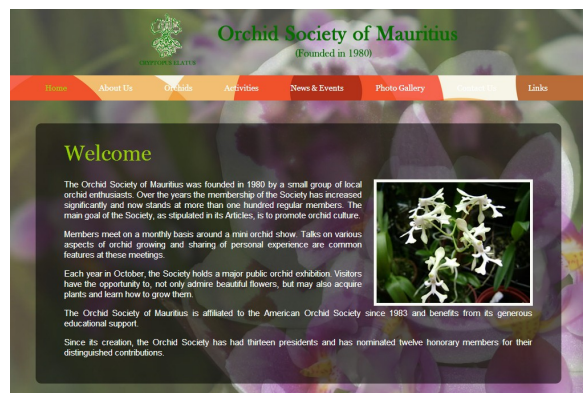 Orchid Society of Mauritius
(Founded in 1980)
Home About Us Orchids Activities News & Events Photo Gallery Contact Us Links
Welcome
The Orchid Society of Mauritius was founded in 1980 by a small group of local
orchid enthusiasts. Over the years the membership of the Society has increased
significantly and now stands at more than one hundred regular members. The
main goal of the Society, as stipulated in its Articles, is to promote orchid culture.
Members meet on a monthly basis around a mini orchid show. Talks on various
aspects of orchid growing and sharing of personal experience are common
features at these meetings.
Each year in October, the Society holds a major public orchid exhibition. Visitors
have the opportunity to, not only admire beautiful flowers, but may also acquire
plants and learn how to grow them.
The Orchid Society of Mauritius is affiliated to the American Orchid Society since 1983 and benefits from its generous
educational support.
Since its creation, the Orchid Society has had thirteen presidents and has nominated twelve honorary members for their
distinguished contributions.